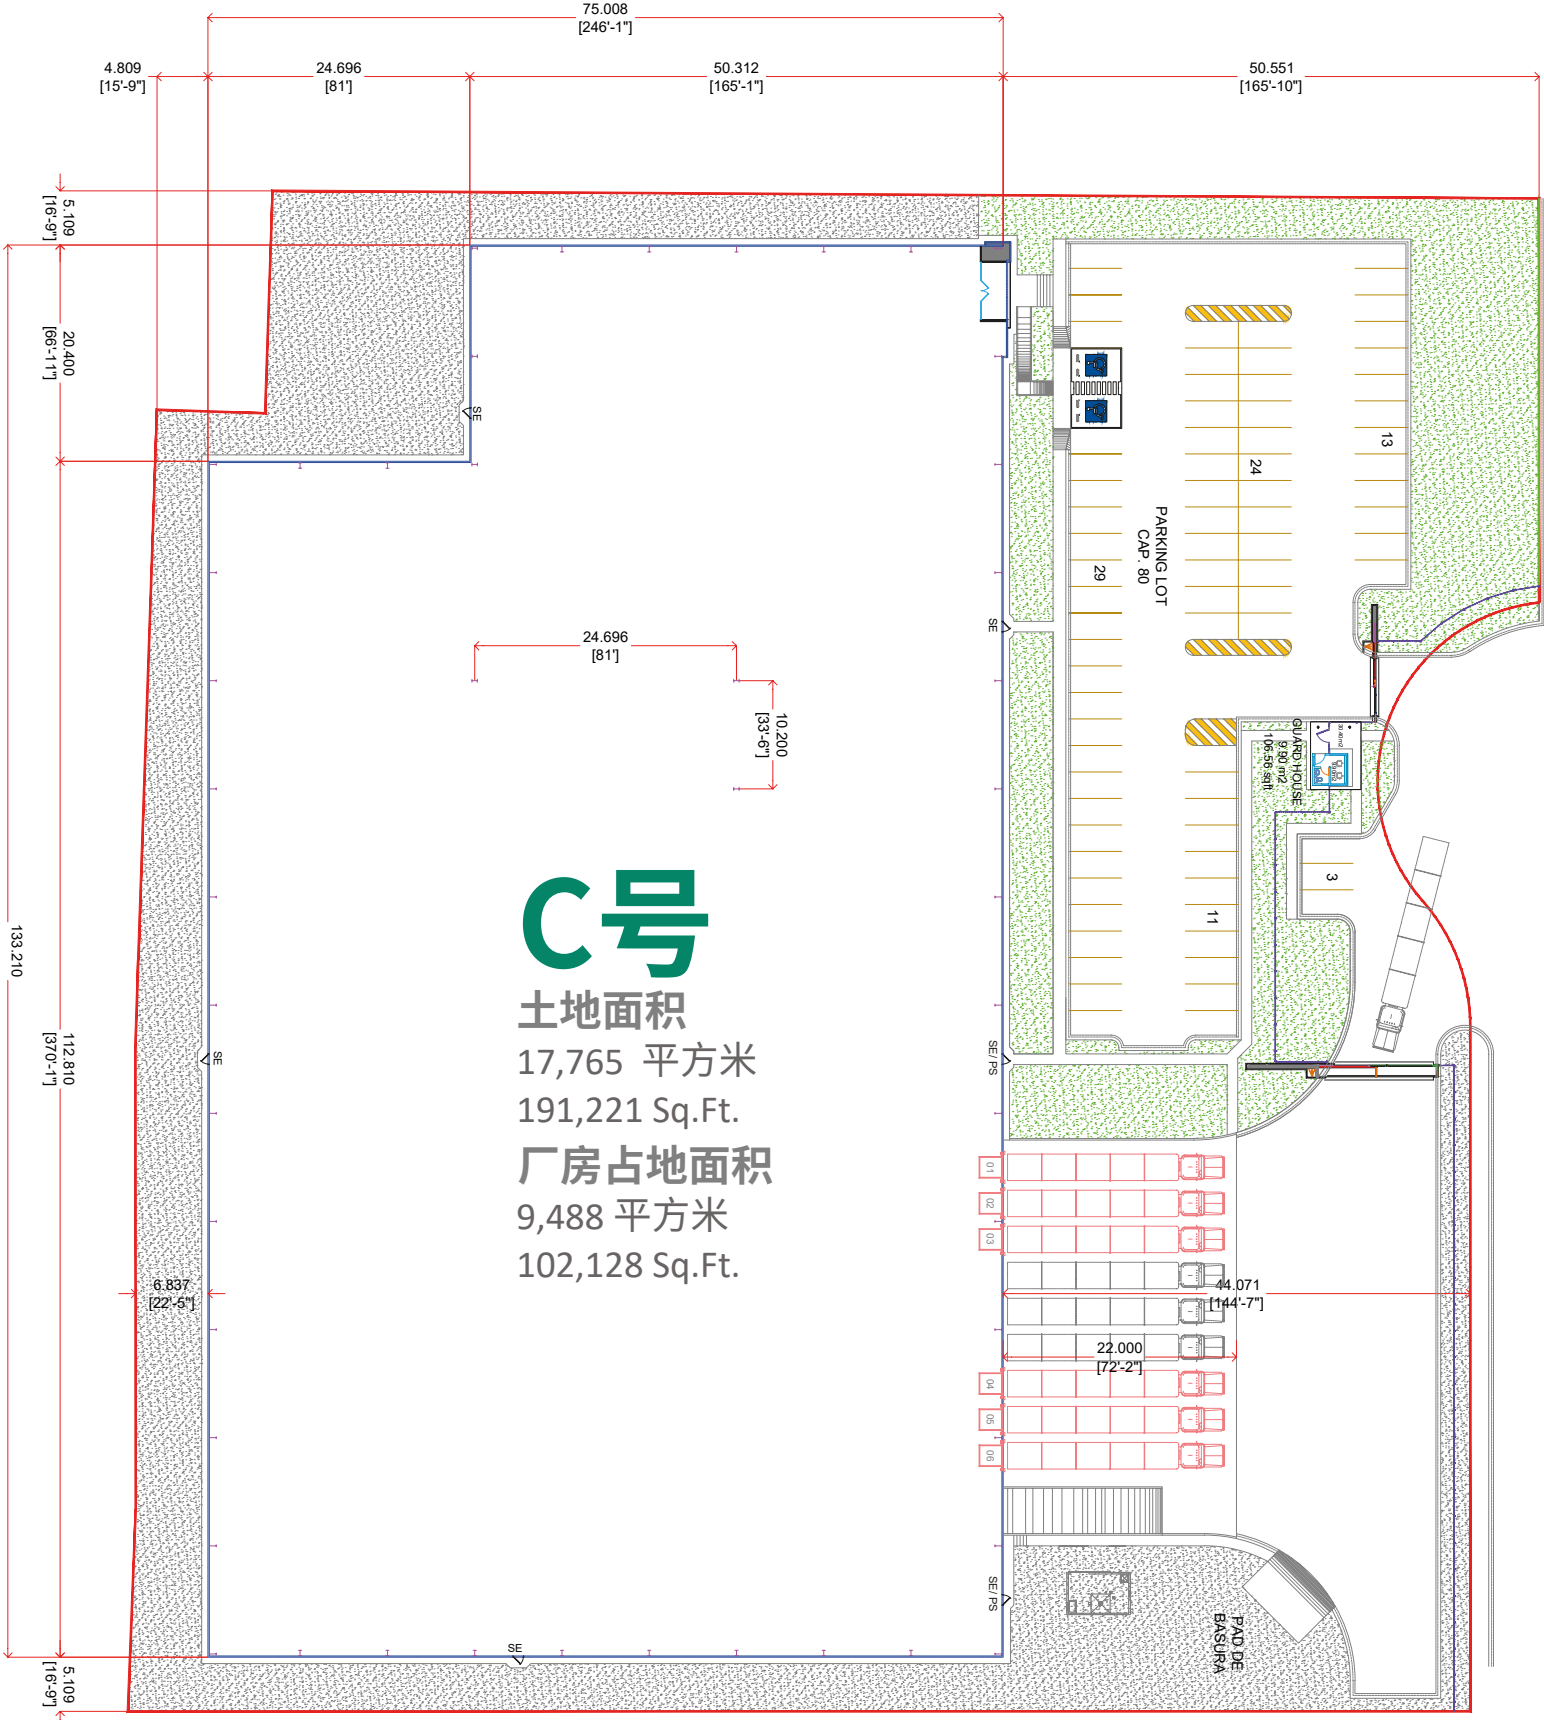 75.008
[246'-1"]
4.809
[15'-9"]
24.696
[81']
50.312
[165'-1"]
50.551
[165'-10"]
5.109
[16'-9"]
20.400
[66'-11"]
SE
13
24
PARKING LOT
CAP. 80
29
SE
24.696
[81']
10.200
[33'-6"]
GUARD HOUSE
9.90 m2
106.56 sqft
3
11
C号
土地面积
17,765 平方米
191,221 Sq.Ft.
厂房占地面积
9,488 平方米
102,128 Sq.Ft.
133.210
112.810
[370'-1"]
SE
SE/PS
01
02
03
6.837
[22'-5"]
44.071
[144'-7"]
22.000
[72'-2"]
04
05
06
SE/PS
PAD DE
BASURA
SE
5.109
[16'-9"]